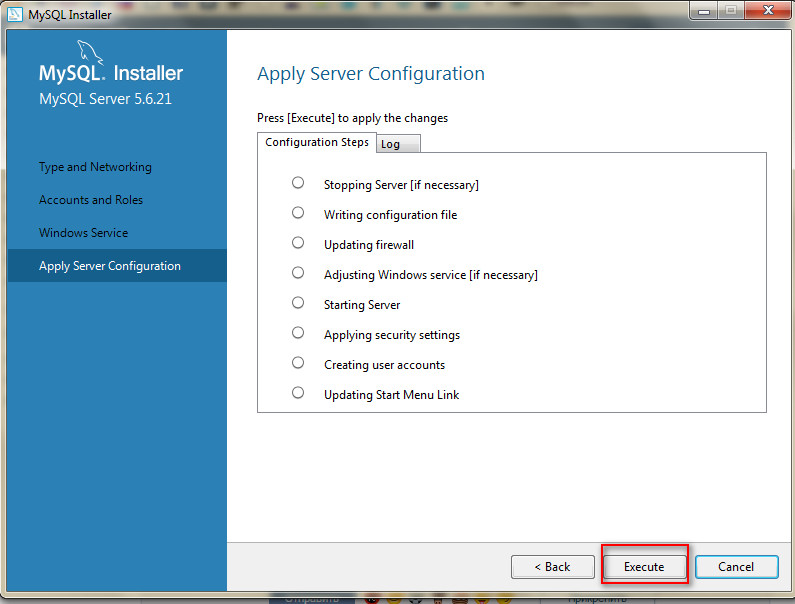 MySQL Installer
MySQL. Installer
MySQL Server 5.6.21
Type and Networking
Accounts and Roles
Windows Service
Apply Server Configuration
Apply Server Configuration
Press [Execute] to apply the changes
Configuration Steps
Log
Stopping Server [if necessary]
Writing configuration file
Updating firewall
Adjusting Windows service [if necessary]
Starting Server
Applying security settings
Creating user accounts
Updating Start Menu Link
< Back
Execute
Cancel